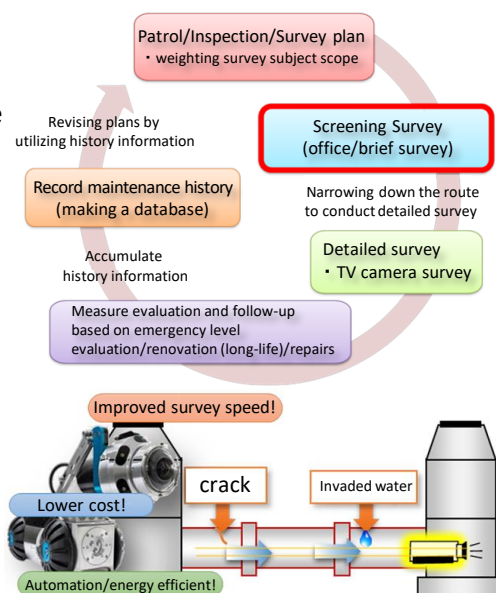 Patrol/Inspection/Survey plan
・weighting survey subject scope
e
Revising plans by
utilizing history information
Screening Survey
(office/brief survey)
Record maintenance history
(making a database)
Narrowing down the route
to conduct detailed survey
Accumulate
history information
Detailed survey
・TV camera survey
Measure evaluation and follow-up
based on emergency level
evaluation/renovation (long-life)/repairs
Improved survey speed!
crack
Invaded water
Lower cost!
Automation/energy efficient!